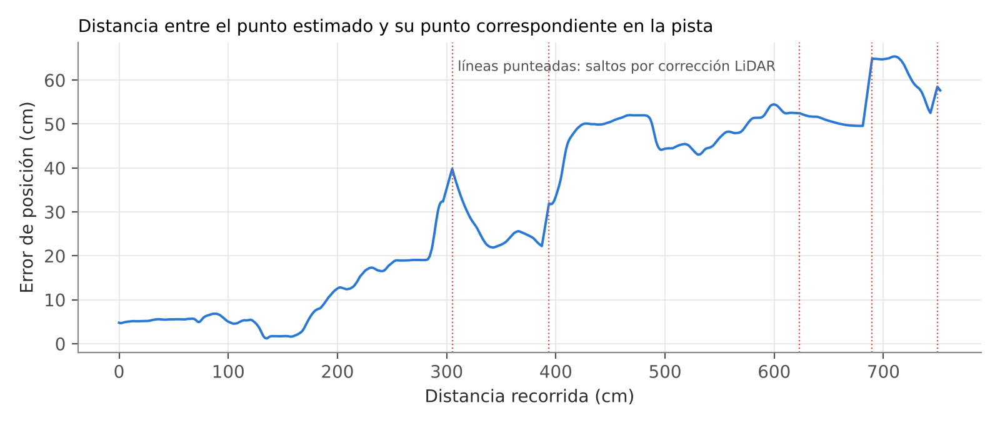 Distancia entre el punto estimado y su punto correspondiente en la pista
líneas punteadas: saltos por corrección LiDAR
Error de posición (cm)
60
50
40
30
20
10
0
0 100 200 300 400 500 600 700
Distancia recorrida (cm)